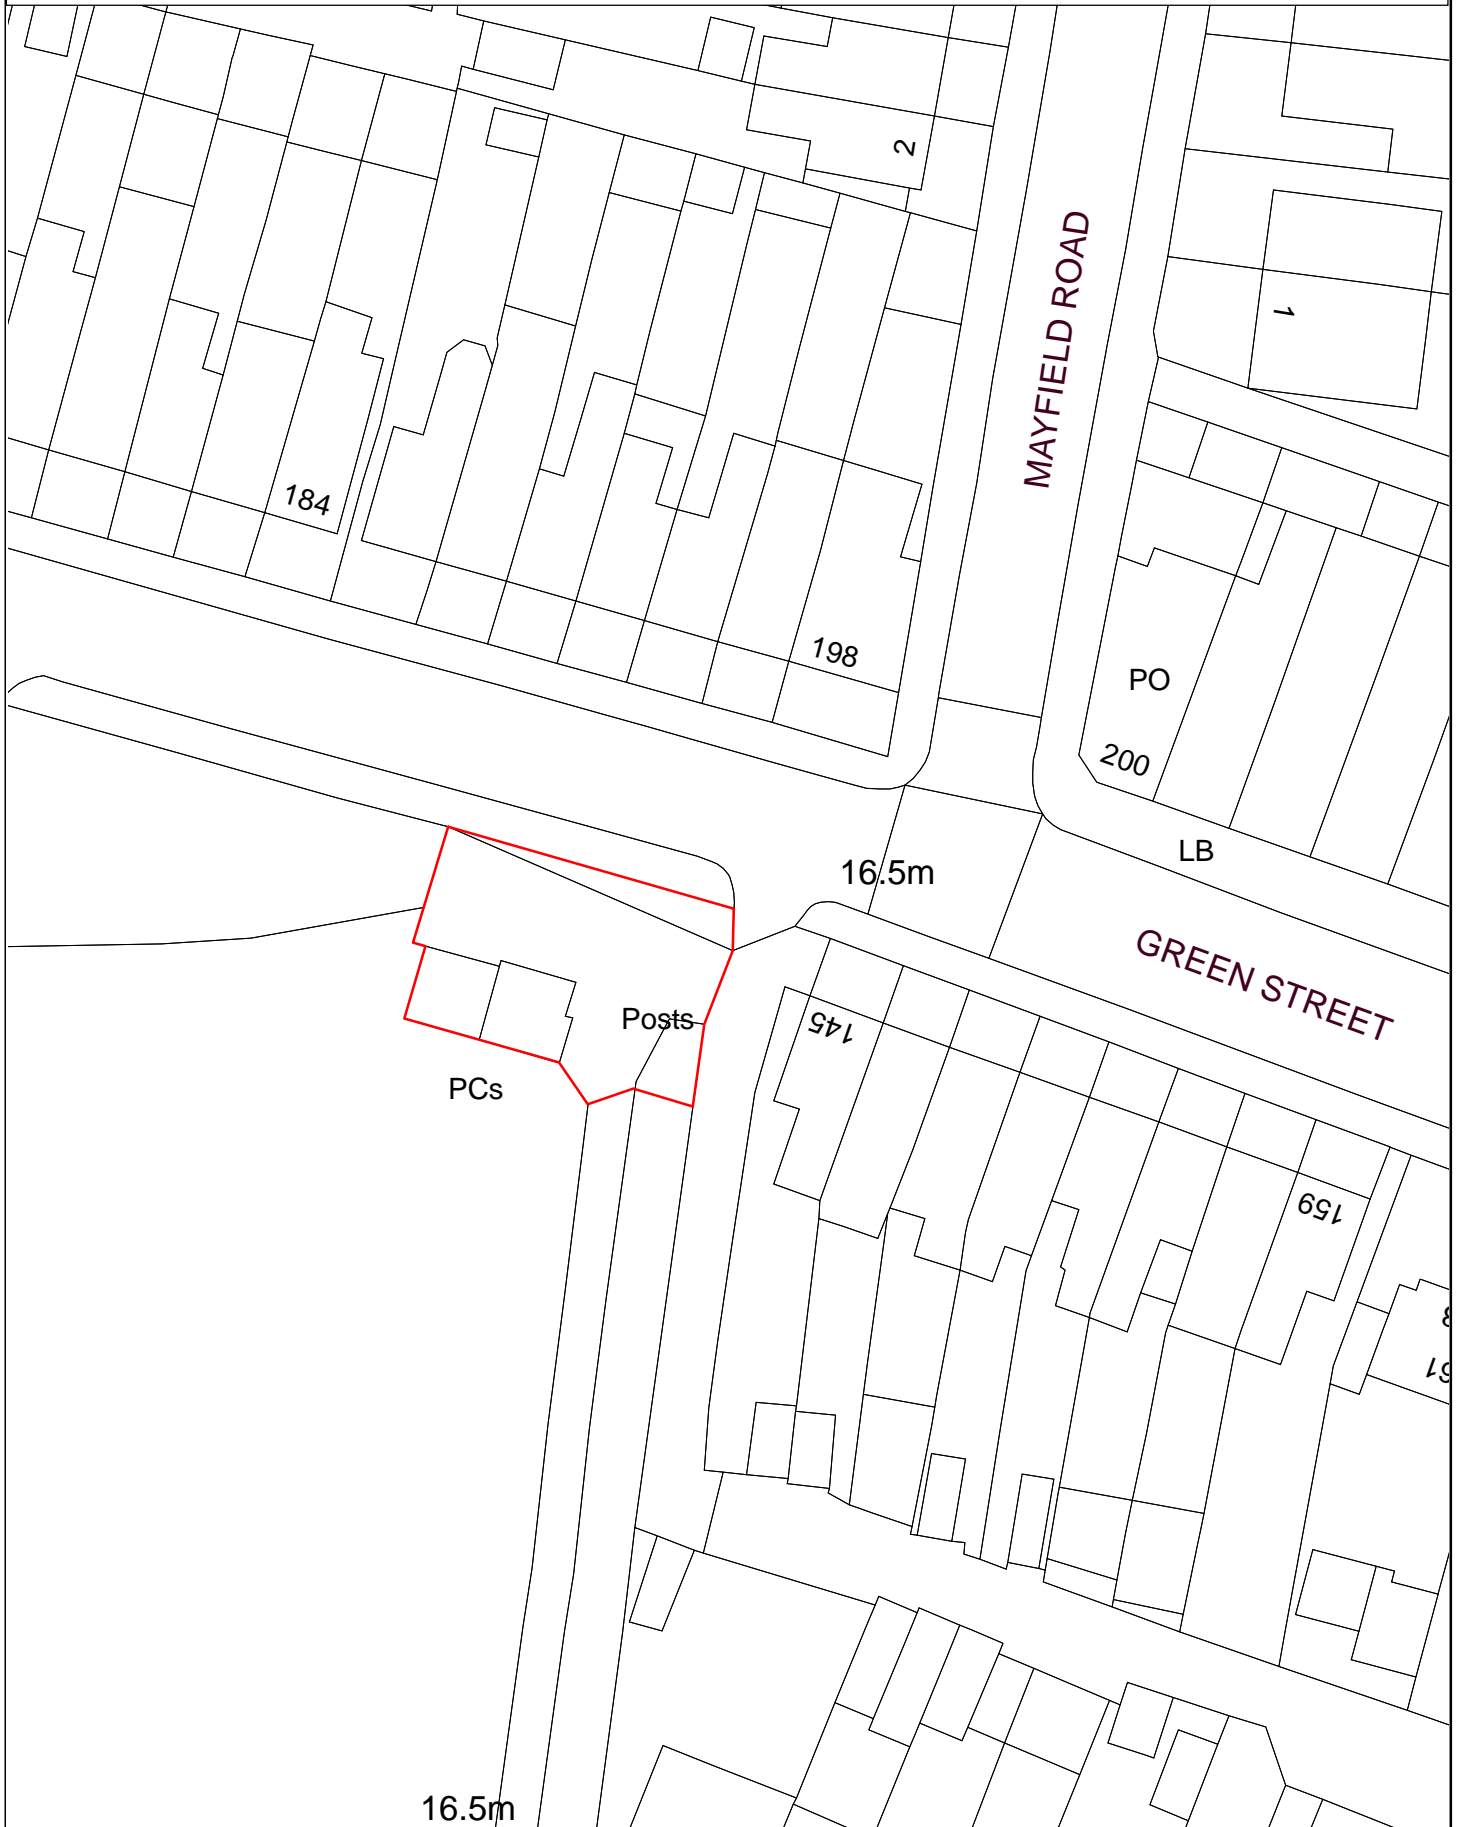 2
MAYFIELD ROAD
1
184
198
PO
200
LB
16.5m
GREEN STREET
Posts
145
PCs
159
16.5m